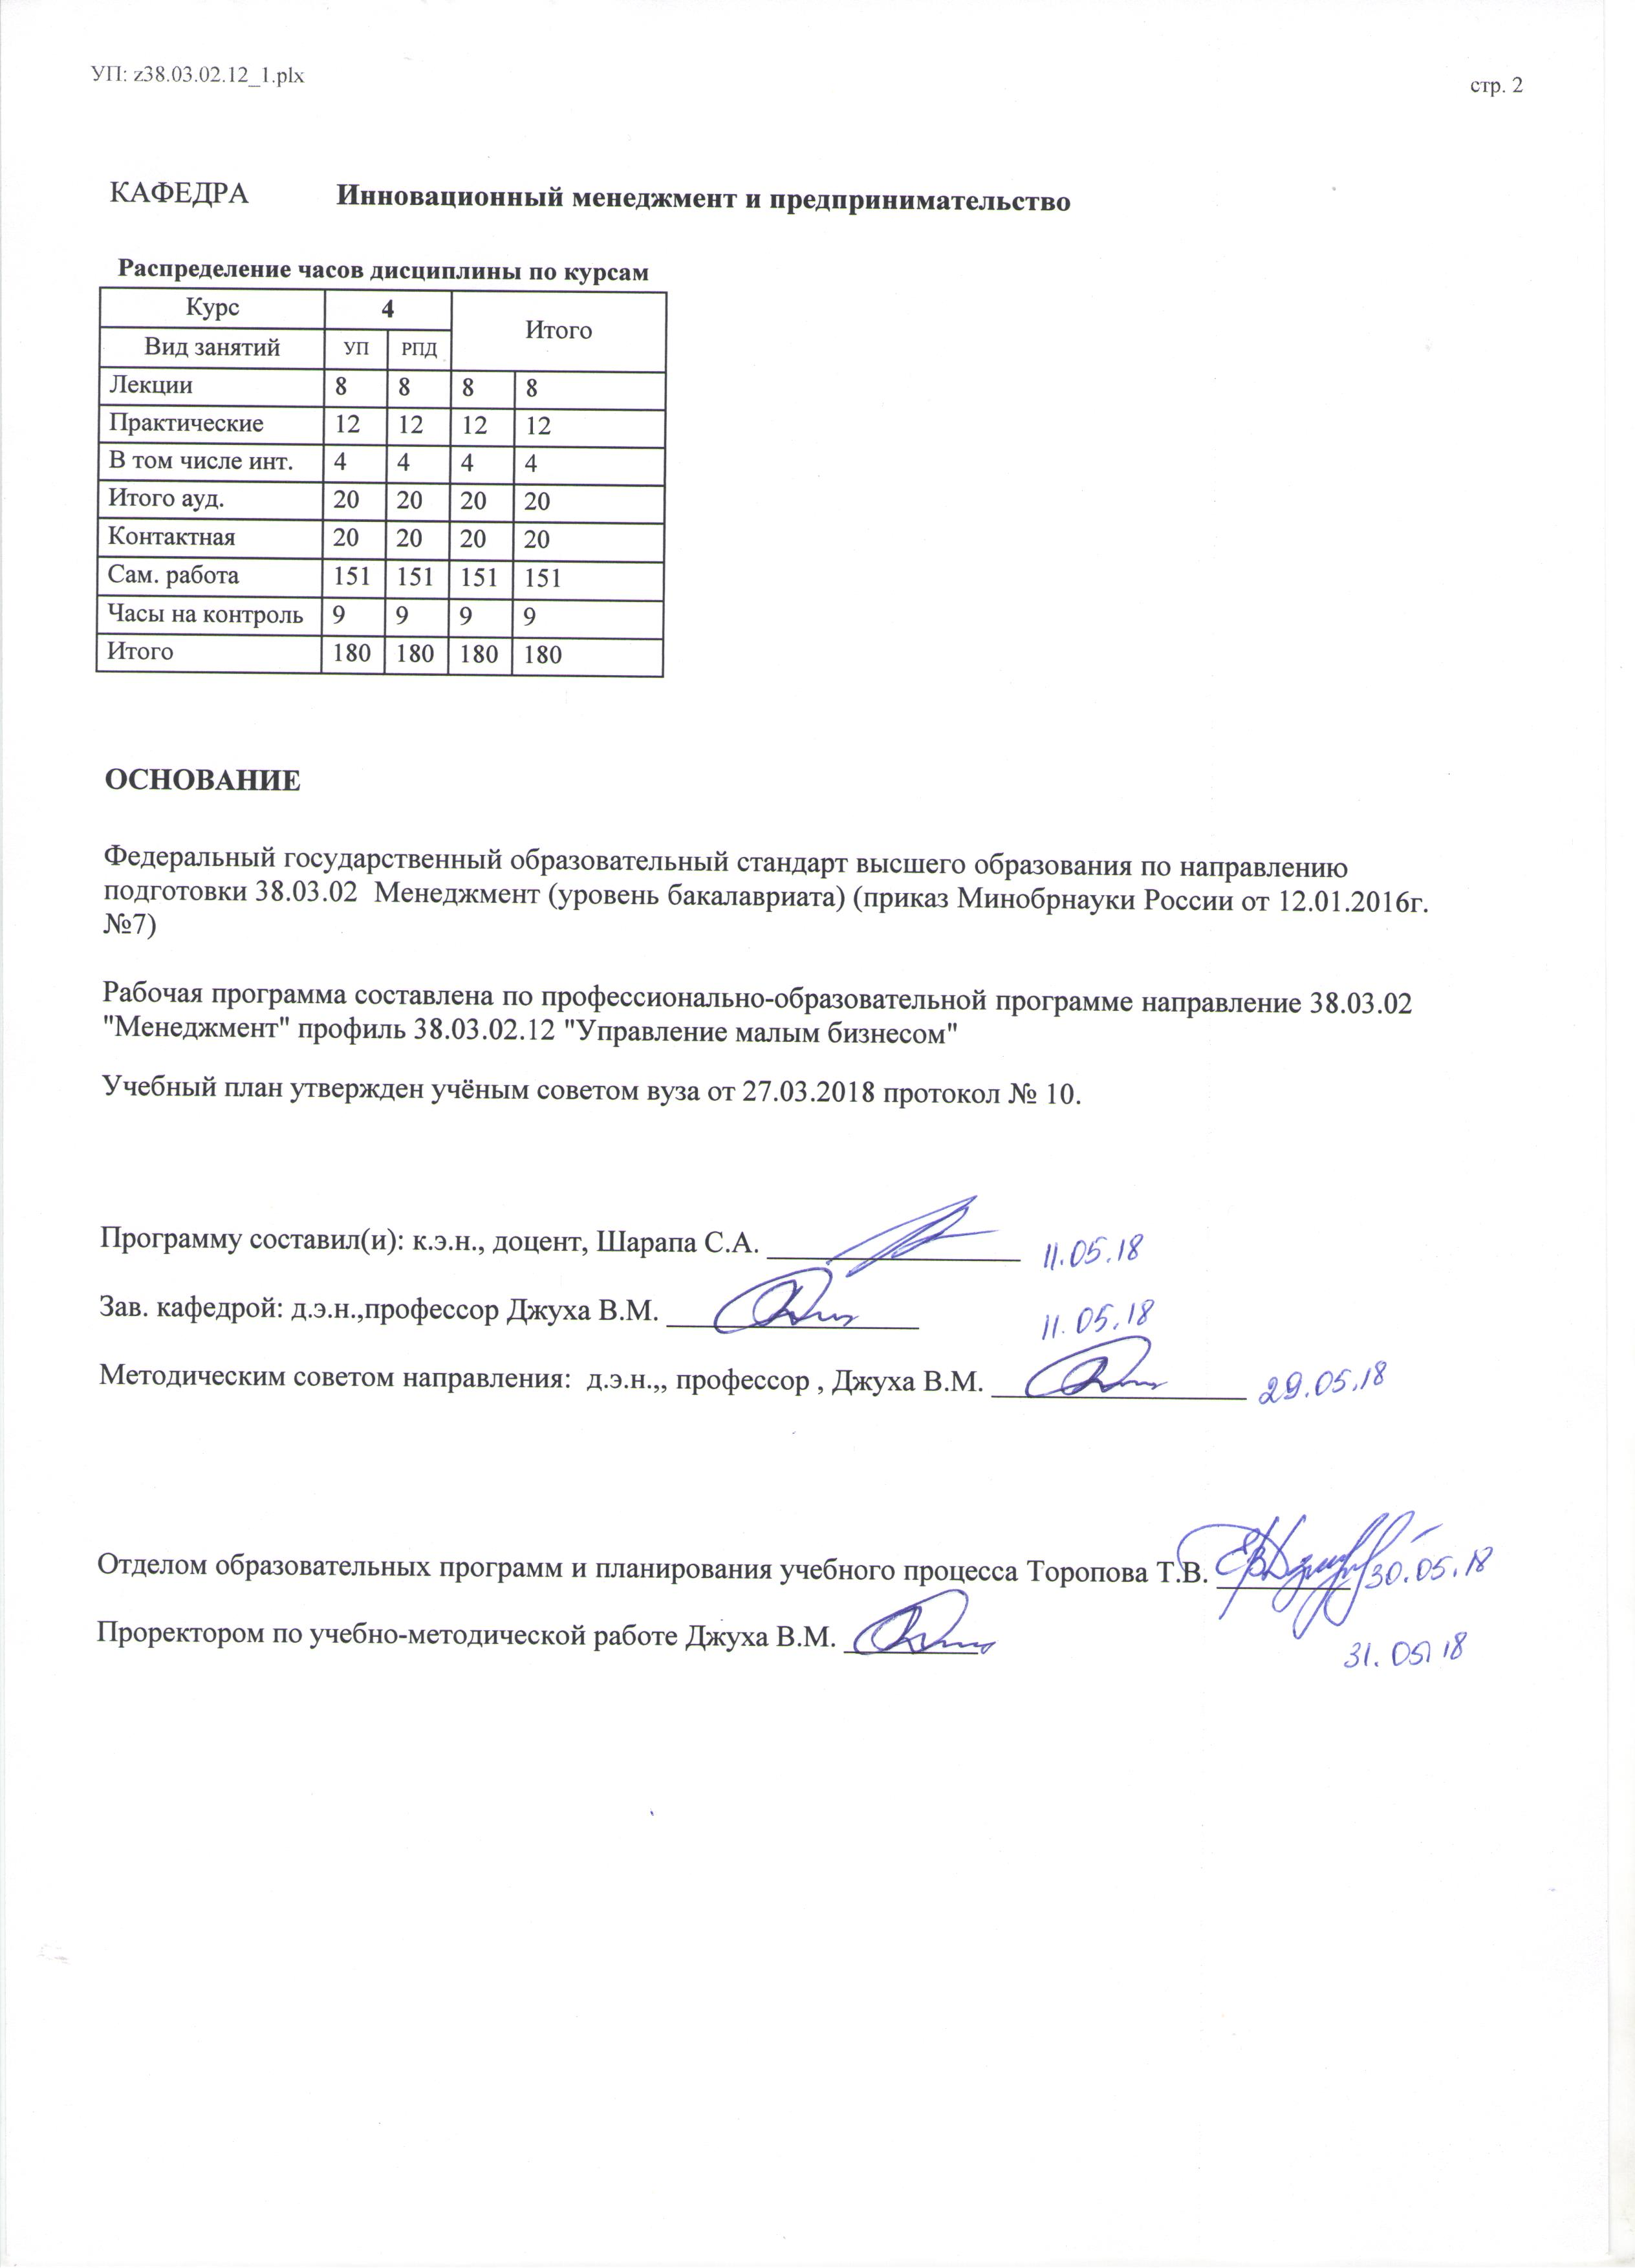 УП: z38.03.02.12_1.plx
стр. 2
КАФЕДРА Инновационный менеджмент и предпринимательство
Распределение часов дисциплины по курсам
Курс 4 Итого
Вид занятий УП РПД
Лекции 8 8 8 8
Практические 12 12 12 12
В том числе инт. 4 4 4 4
Итого ауд. 20 20 20 20
Контактная 20 20 20 20
Сам. работа 151 151 151 151
Часы на контроль 9 9 9 9
Итого 180 180 180 180
ОСНОВАНИЕ
Федеральный государственный образовательный стандарт высшего образования по направлению
подготовки 38.03.02 Менеджмент (уровень бакалавриата) (приказ Минобрнауки России от 12.01.2016г.
№7)
Рабочая программа составлена по профессионально-образовательной программе направление 38.03.02
"Менеджмент" профиль 38.03.02.12 "Управление малым бизнесом"
Учебный план утвержден учёным советом вуза от 27.03.2018 протокол № 10.
Программу составил(и): к.э.н., доцент, Шарапа С.А. 11.05.18
Зав. кафедрой: д.э.н.,профессор Джуха В.М. 11.05.18
Методическим советом направления: д.э.н.,, профессор , Джуха В.М. 29.05.18
Отделом образовательных программ и планирования учебного процесса Торопова Т.В. 30.05.18
Проректором по учебно-методической работе Джуха В.М. 31.05.18